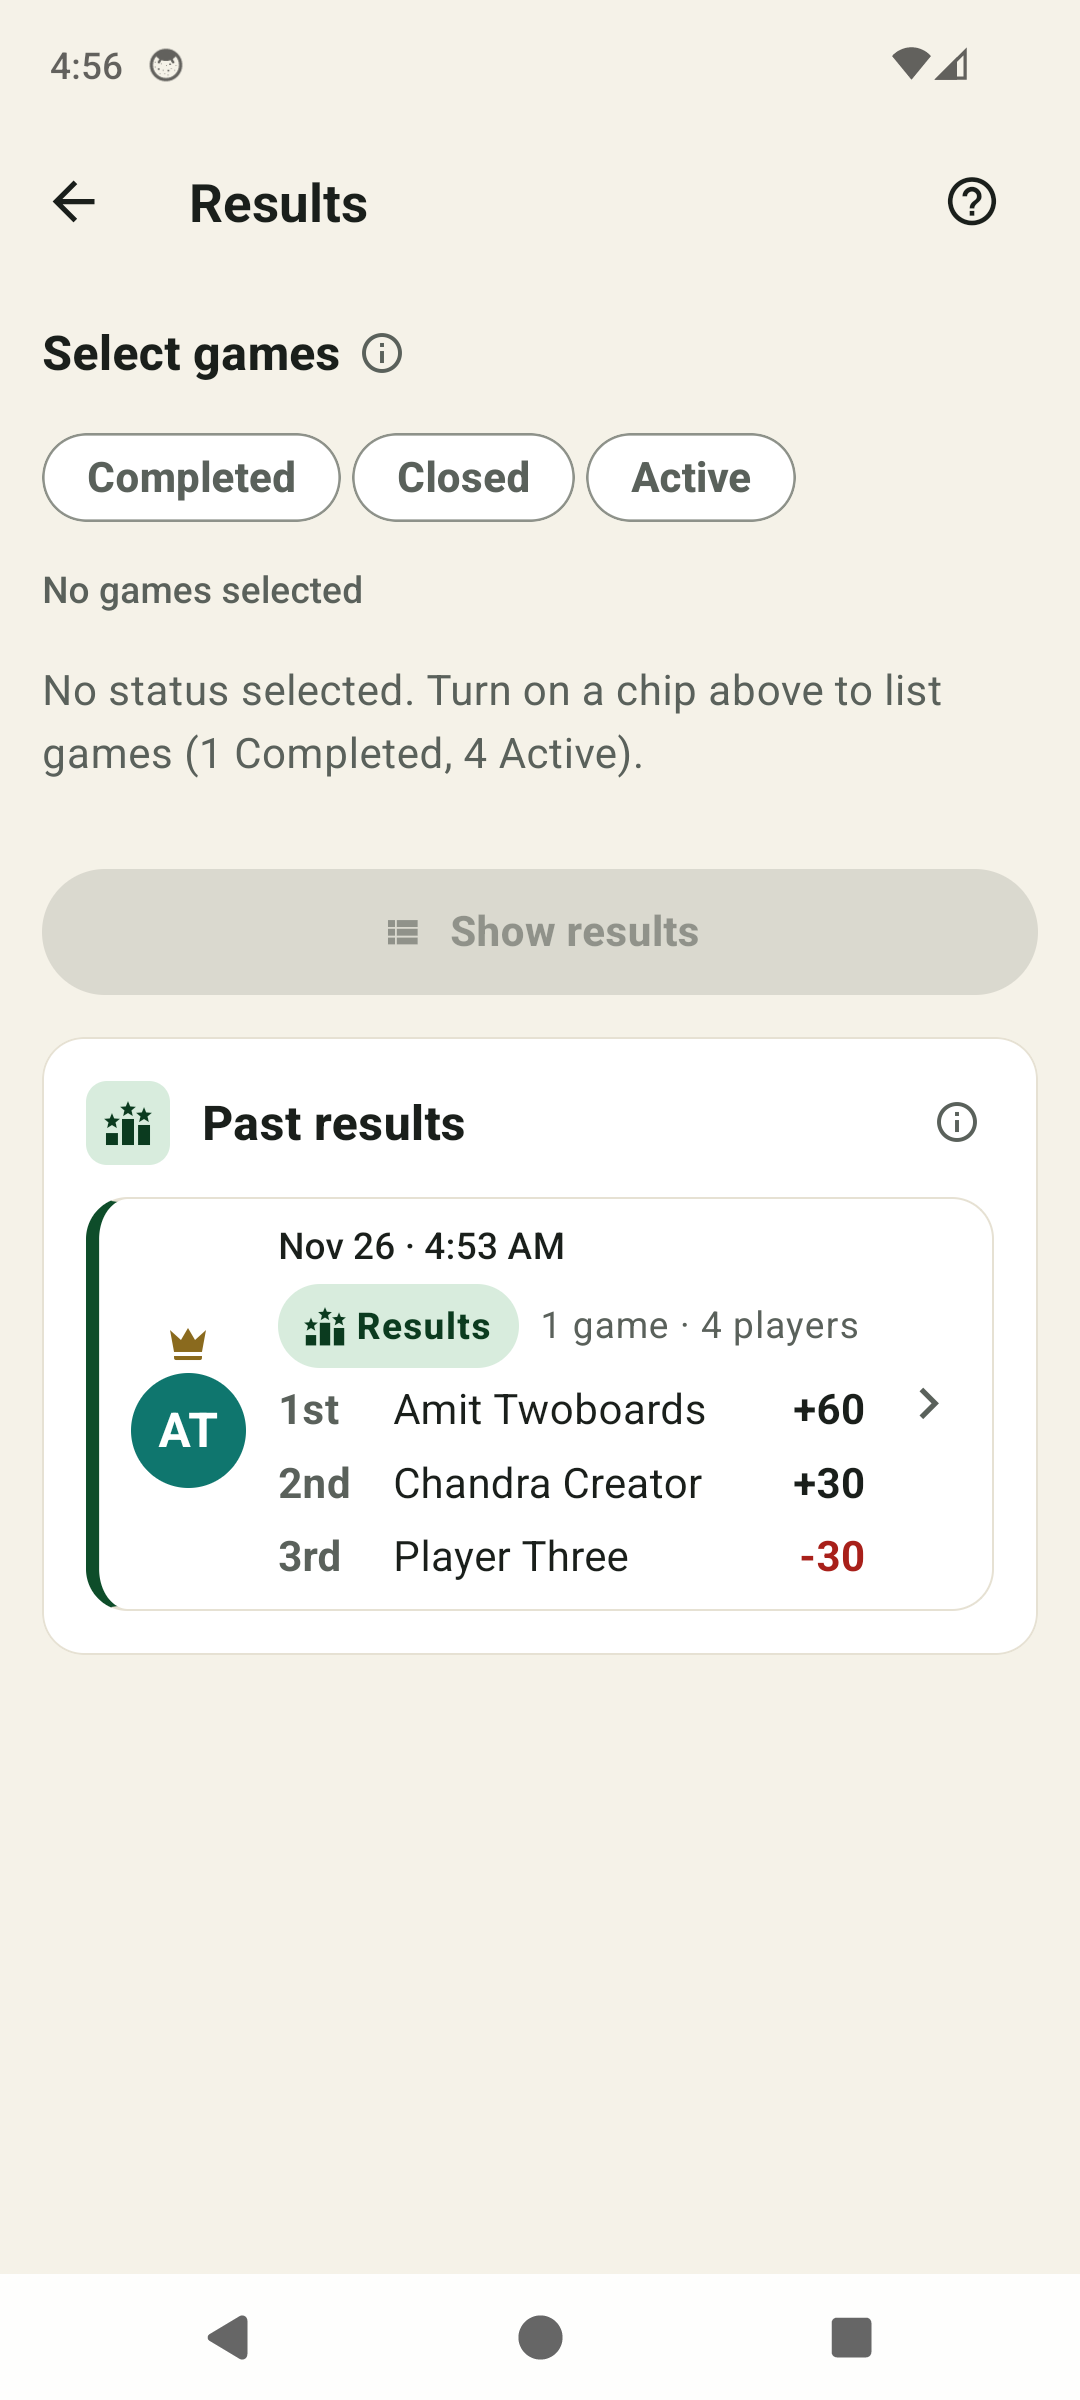 4:56
Results
Select games
Completed Closed Active
No games selected
No status selected. Turn on a chip above to list
games (1 Completed, 4 Active).
Show results
Past results
Nov 26 · 4:53 AM
Results 1 game · 4 players
AT
1st Amit Twoboards +60
2nd Chandra Creator +30
3rd Player Three -30